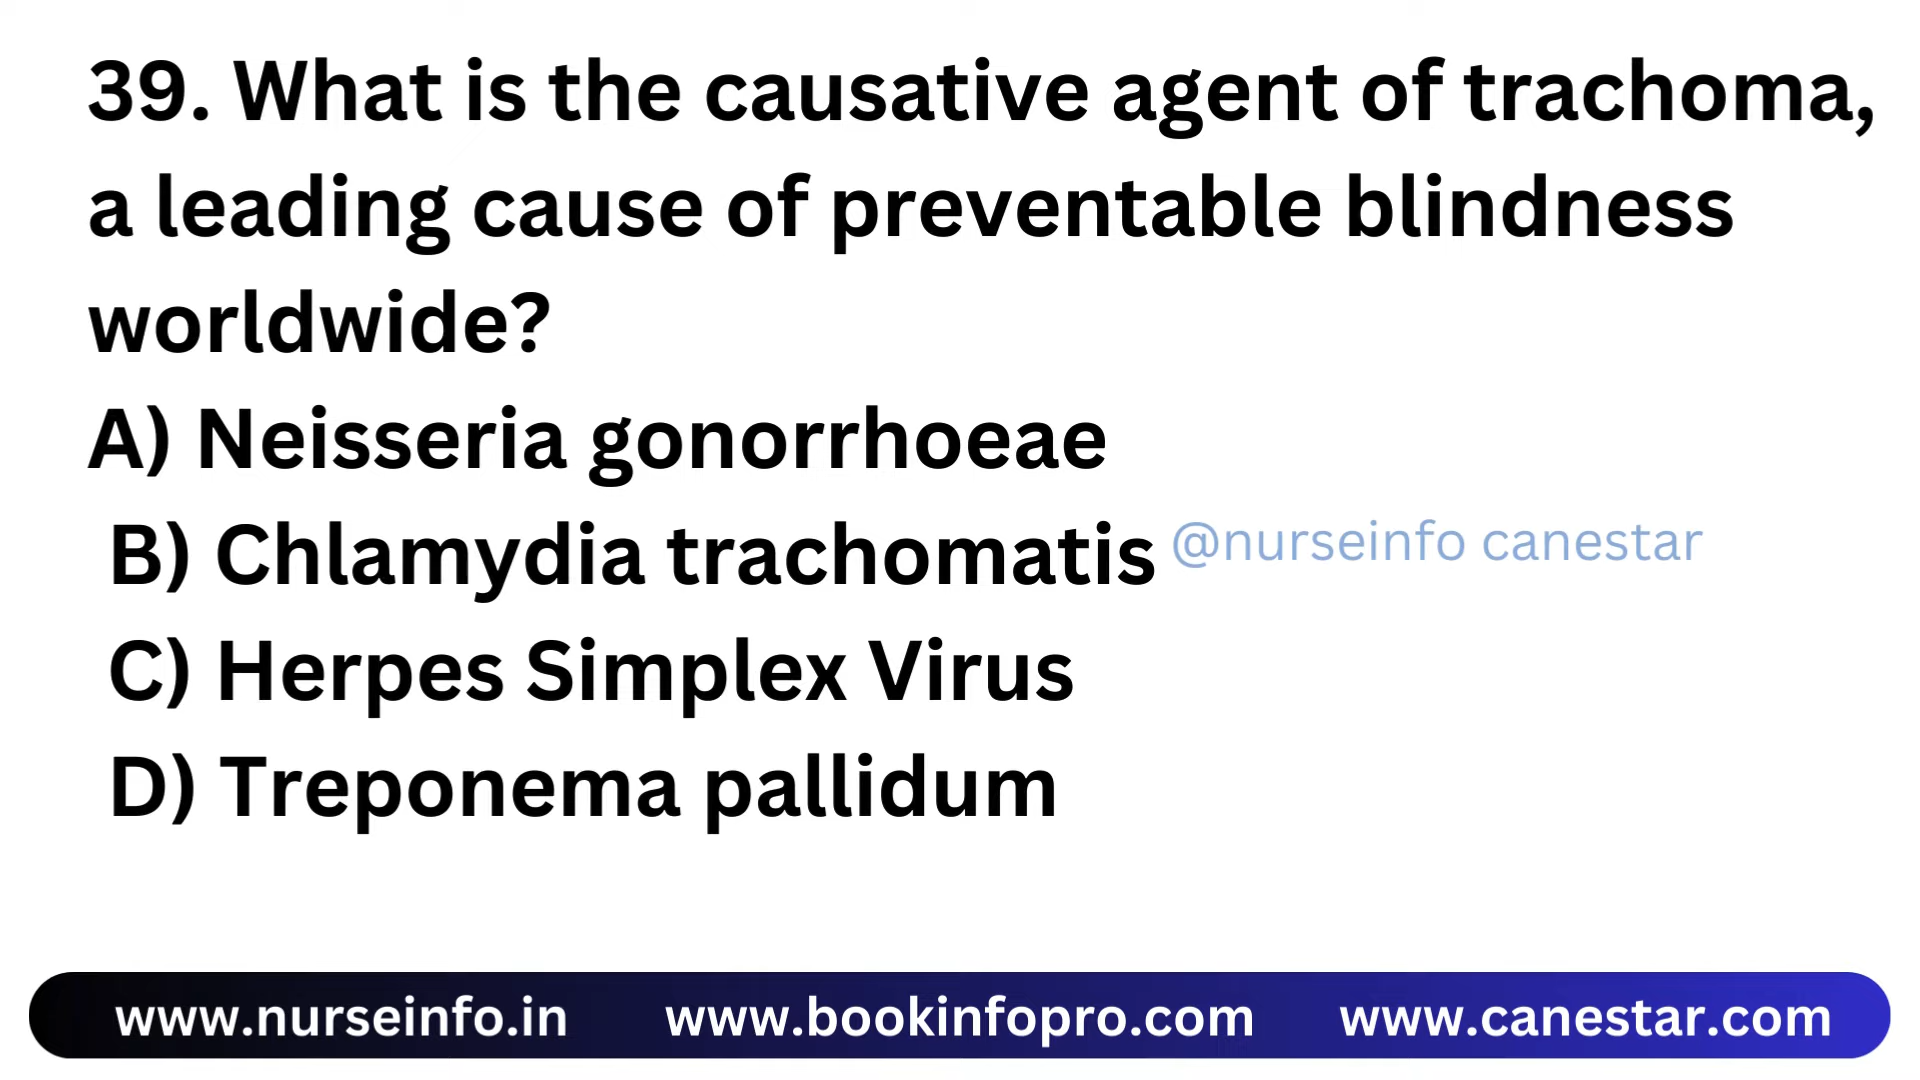 39. What is the causative agent of trachoma,
a leading cause of preventable blindness
worldwide?
A) Neisseria gonorrhoeae
B) Chlamydia trachomatis @nurseinfo canestar
C) Herpes Simplex Virus
D) Treponema pallidum
www.nurseinfo.in www.bookinfopro.com www.canestar.com